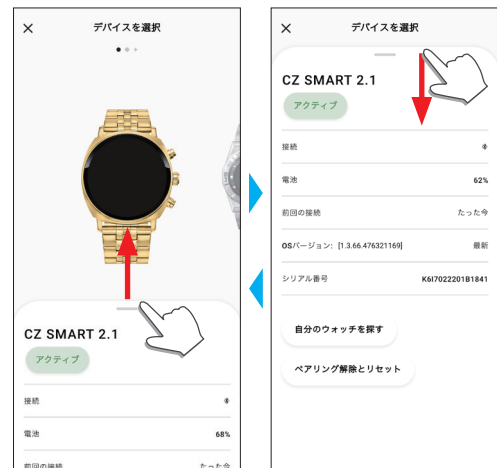 デバイスを選択
CZ SMART 2.1
アクティブ
接続
電池 68%
前回の接続 たった今
デバイスを選択
CZ SMART 2.1
アクティブ
接続
電池 62%
前回の接続 たった今
OSバージョン: [1.3.66.476321169] 最新
シリアル番号 K6I7022201B1841
自分のウォッチを探す
ペアリング解除とリセット